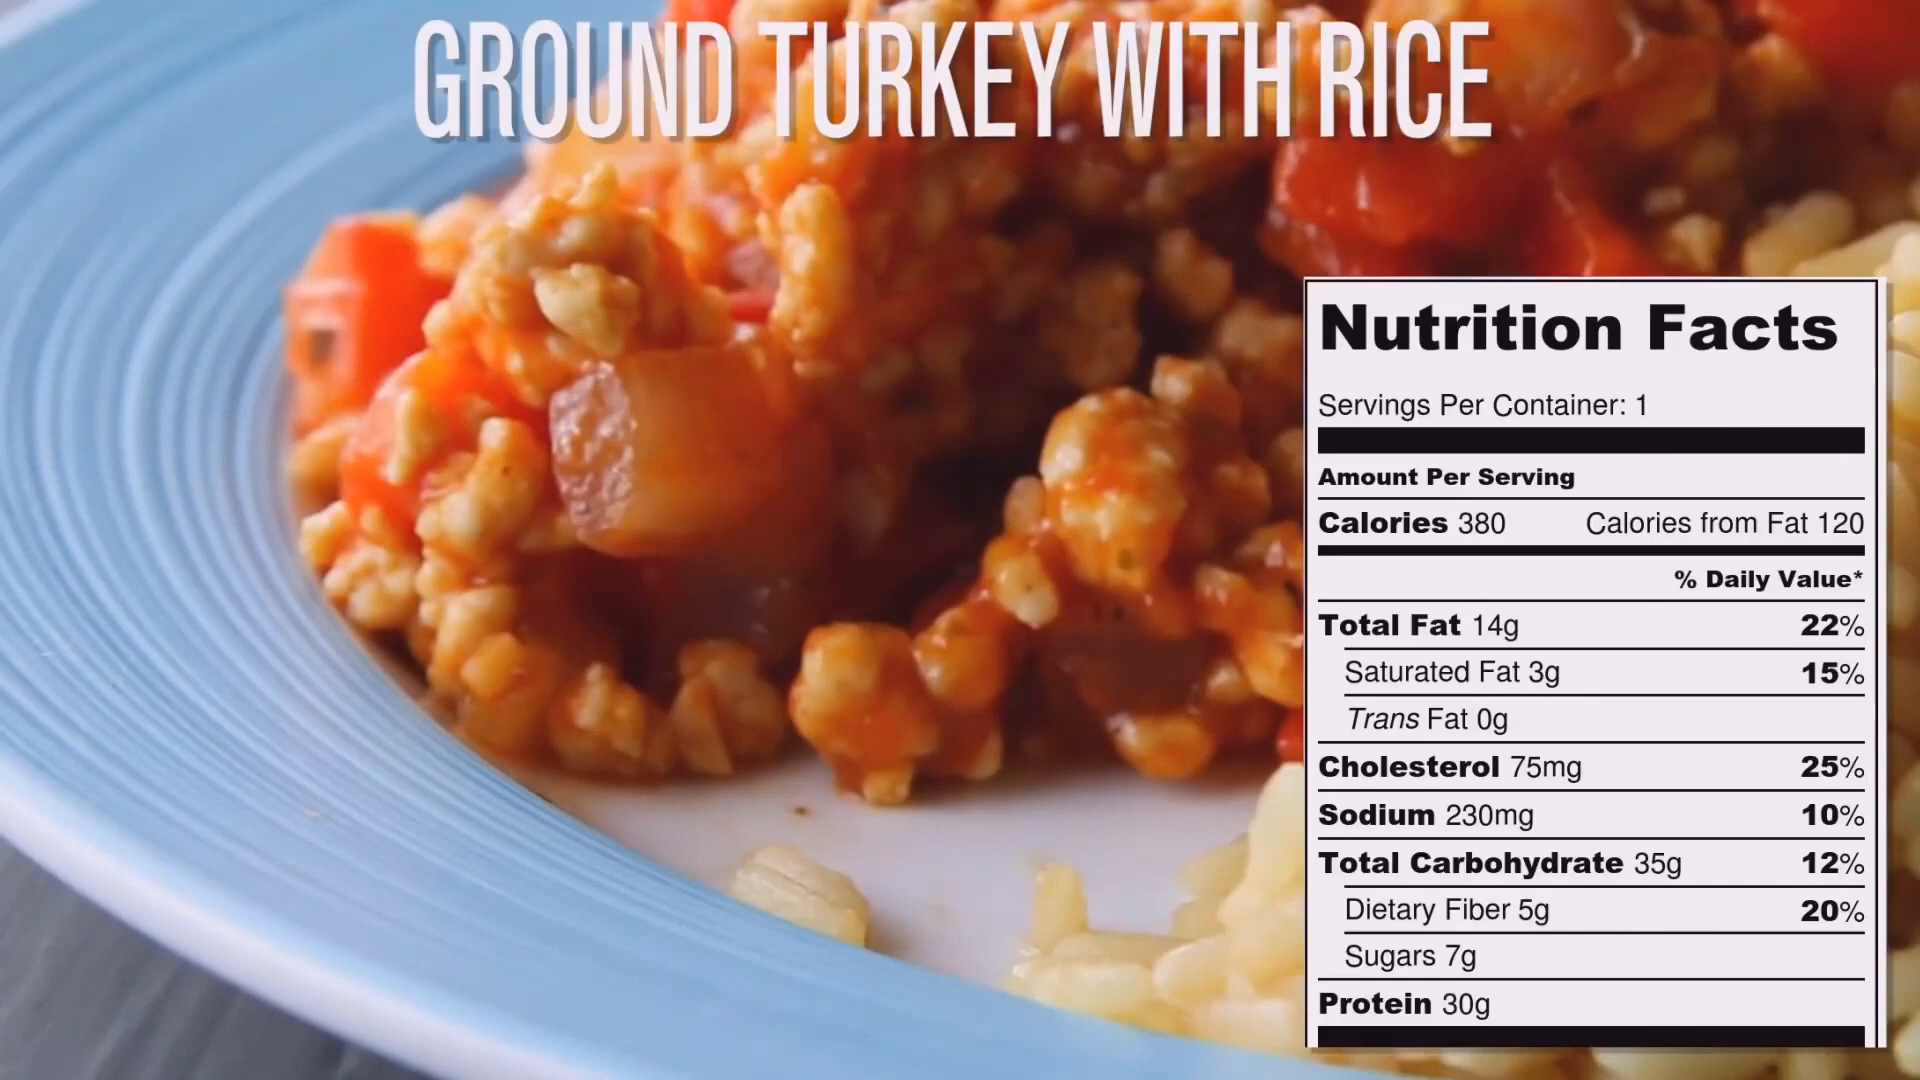 GROUND TURKEY WITH RICE
Nutrition Facts
Servings Per Container: 1
Amount Per Serving
Calories 380 Calories from Fat 120
% Daily Value*
Total Fat 14g 22%
Saturated Fat 3g 15%
Trans Fat 0g
Cholesterol 75mg 25%
Sodium 230mg 10%
Total Carbohydrate 35g 12%
Dietary Fiber 5g 20%
Sugars 7g
Protein 30g